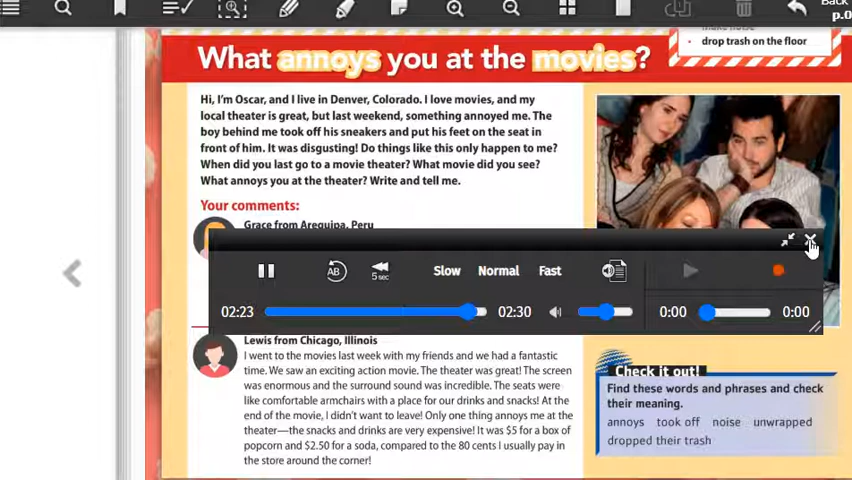 Back
p.0
drop trash on the floor
What annoys you at the movies?
Hi, I'm Oscar, and I live in Denver, Colorado. I love movies, and my
local theater is great, but last weekend, something annoyed me. The
boy behind me took off his sneakers and put his feet on the seat in
front of him. It was disgusting! Do things like this only happen to me?
When did you last go to a movie theater? What movie did you see?
What annoys you at the theater? Write and tell me.
Your comments:
Grace from Arequipa, Peru
AB
5 sec
Slow
Normal
Fast
02:23
02:30
0:00
0:00
Lewis from Chicago, Illinois
I went to the movies last week with my friends and we had a fantastic
time. We saw an exciting action movie. The theater was great! The screen
was enormous and the surround sound was incredible. The seats were
like comfortable armchairs with a place for our drinks and snacks! At the
end of the movie, I didn't want to leave! Only one thing annoys me at the
theater—the snacks and drinks are very expensive! It was $5 for a box of
popcorn and $2.50 for a soda, compared to the 80 cents I usually pay in
the store around the corner!
Check it out!
Find these words and phrases and check
their meaning.
annoys took off noise unwrapped
dropped their trash